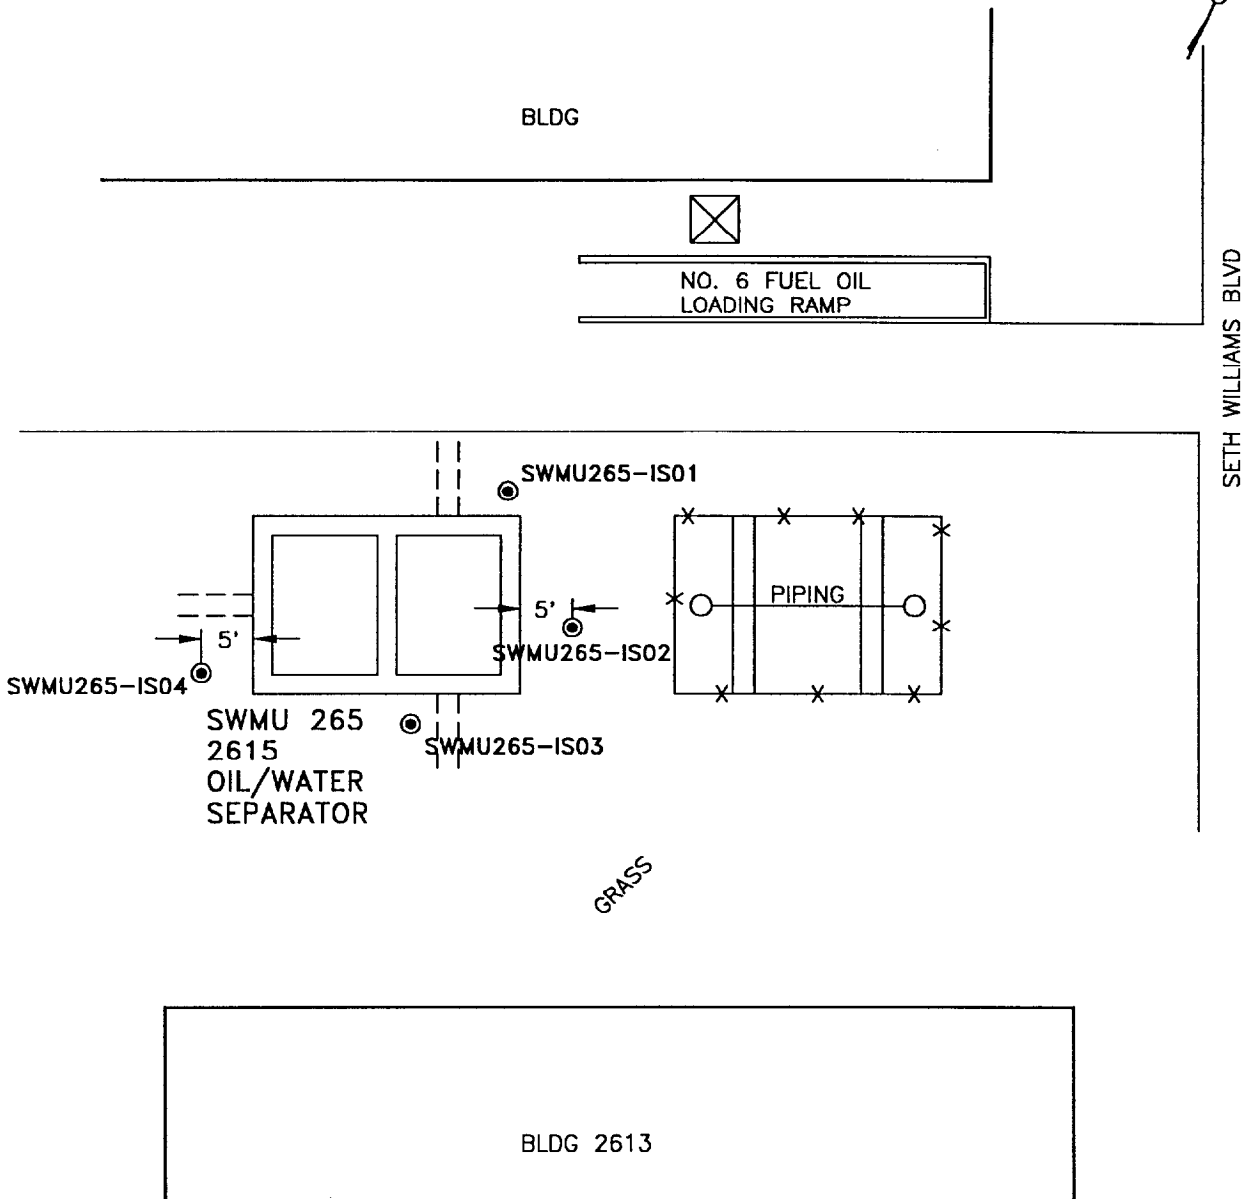 BLDG
NO. 6 FUEL OIL
LOADING RAMP
SETH WILLIAMS BLVD
SWMU265-IS01
PIPING
5'
SWMU265-IS02
5'
SWMU265-IS04
SWMU265-IS03
SWMU 265
2615
OIL/WATER
SEPARATOR
GRASS
BLDG 2613